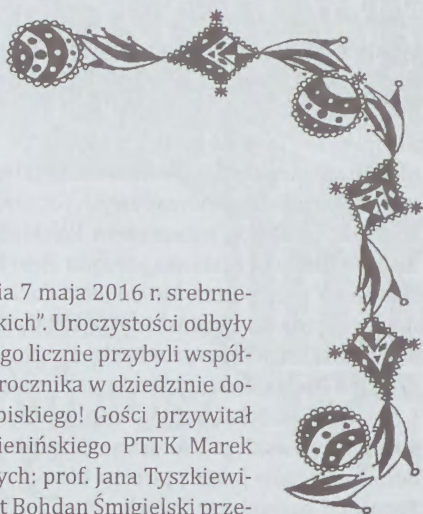 ia 7 maja 2016 r. srebrne-
kich”. Uroczystości odbyły
go licznie przybyli współ-
rocznika w dziedzinie do-
biskiego! Gości przywitał
ienińskiego PTTK Marek
ych: prof. Jana Tyszkiewi-
t Bohdan Śmigielski prze-